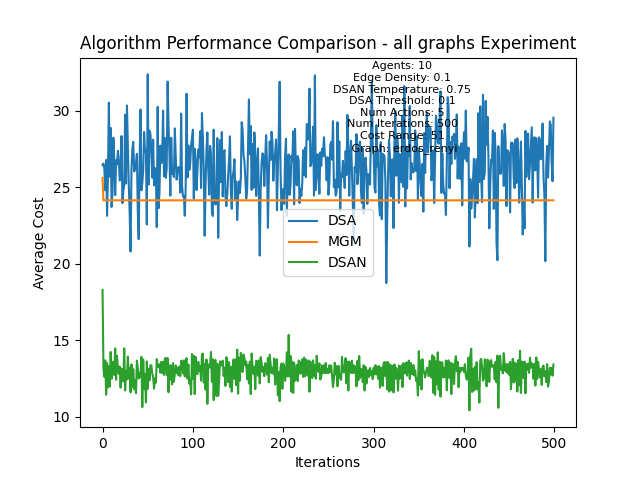 Algorithm Performance Comparison - all graphs Experiment
Agents: 10
Edge Density: 0.1
DSAN Temperature: 0.75
DSA Threshold: 0.1
Num Actions: 5
Num Iterations: 500
Cost Range: 51
Graph: erdos_renyi
Average Cost
30
25
20
15
10
DSA
MGM
DSAN
0
100
200
300
400
500
Iterations